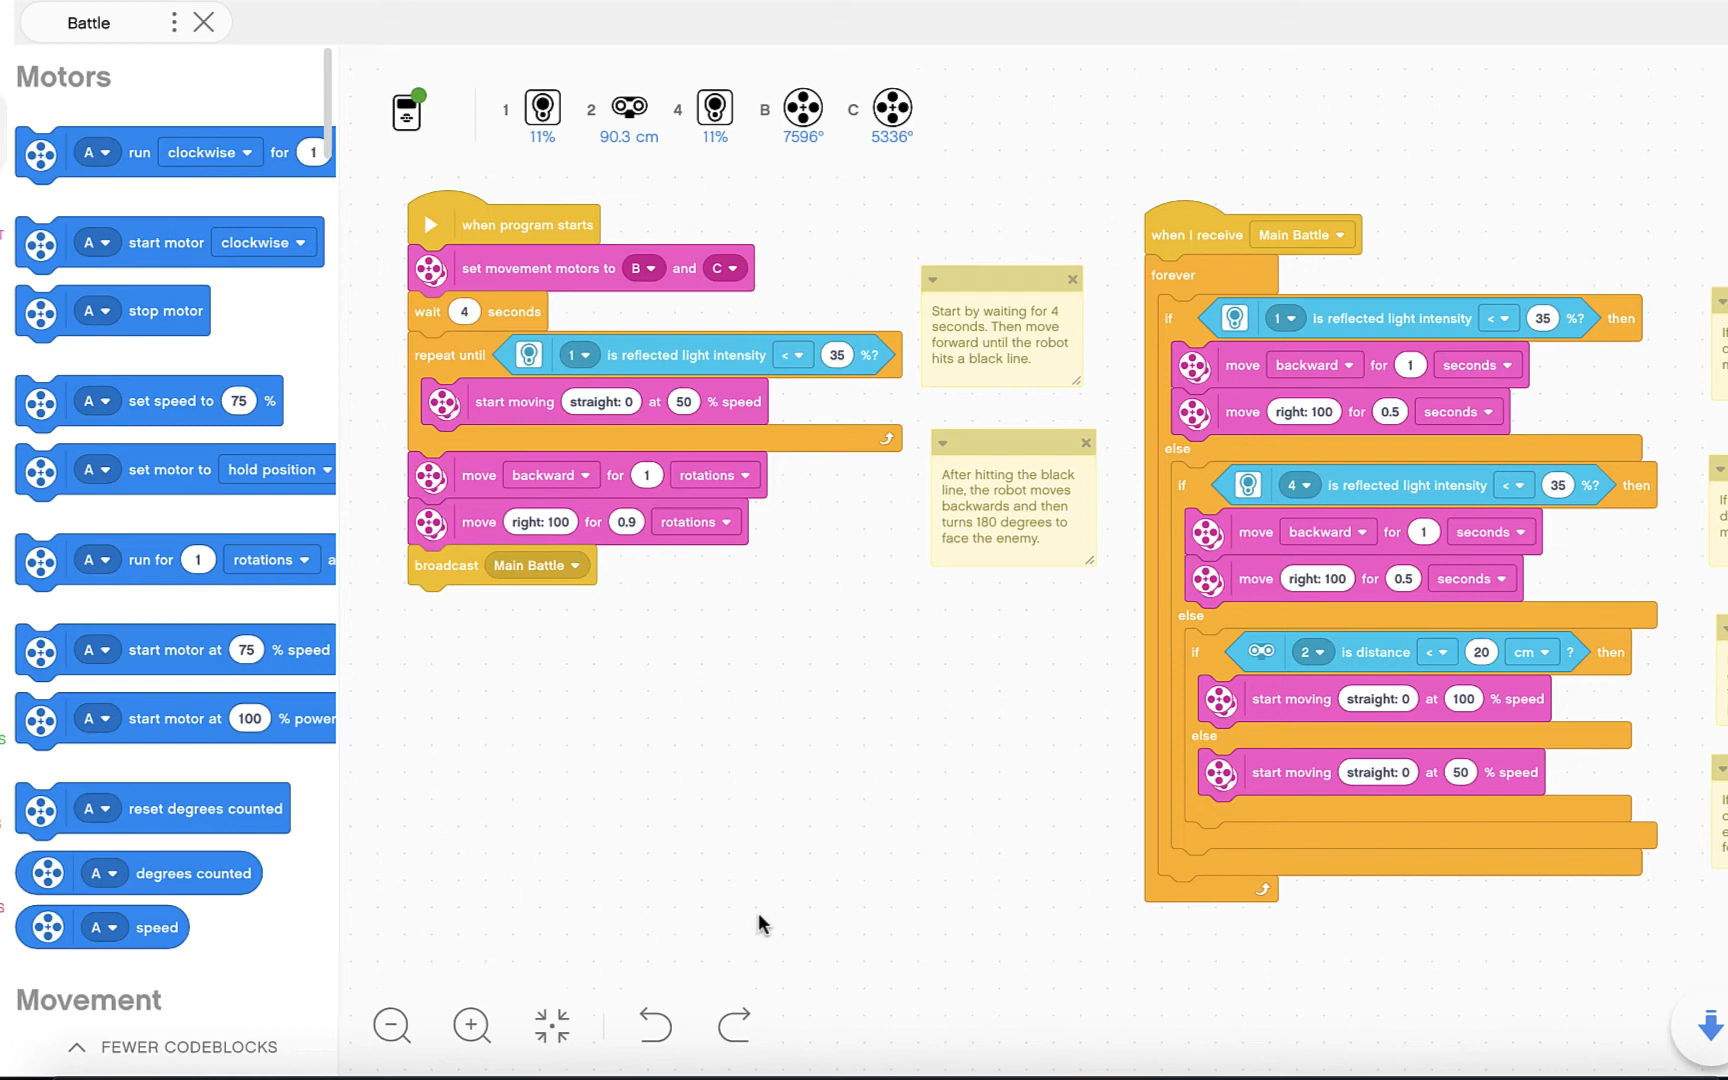 Battle
Motors
A run clockwise for 1
A start motor clockwise
A stop motor
A set speed to 75 %
A set motor to hold position
A run for 1 rotations a
A start motor at 75 % speed
A start motor at 100 % power
A reset degrees counted
A degrees counted
A speed
Movement
FEWER CODEBLOCKS
1 2 4 B C
11% 90.3 cm 11% 7596° 5336°
when program starts
set movement motors to B and C
wait 4 seconds
repeat until 1 is reflected light intensity < 35 %?
start moving straight: 0 at 50 % speed
move backward for 1 rotations
move right: 100 for 0.9 rotations
broadcast Main Battle
Start by waiting for 4
seconds. Then move
forward until the robot
hits a black line.
After hitting the black
line, the robot moves
backwards and then
turns 180 degrees to
face the enemy.
when I receive Main Battle
forever
if 1 is reflected light intensity < 35 %? then
move backward for 1 seconds
move right: 100 for 0.5 seconds
else
if 4 is reflected light intensity < 35 %? then
move backward for 1 seconds
move right: 100 for 0.5 seconds
else
if 2 is distance < 20 cm ? then
start moving straight: 0 at 100 % speed
else
start moving straight: 0 at 50 % speed